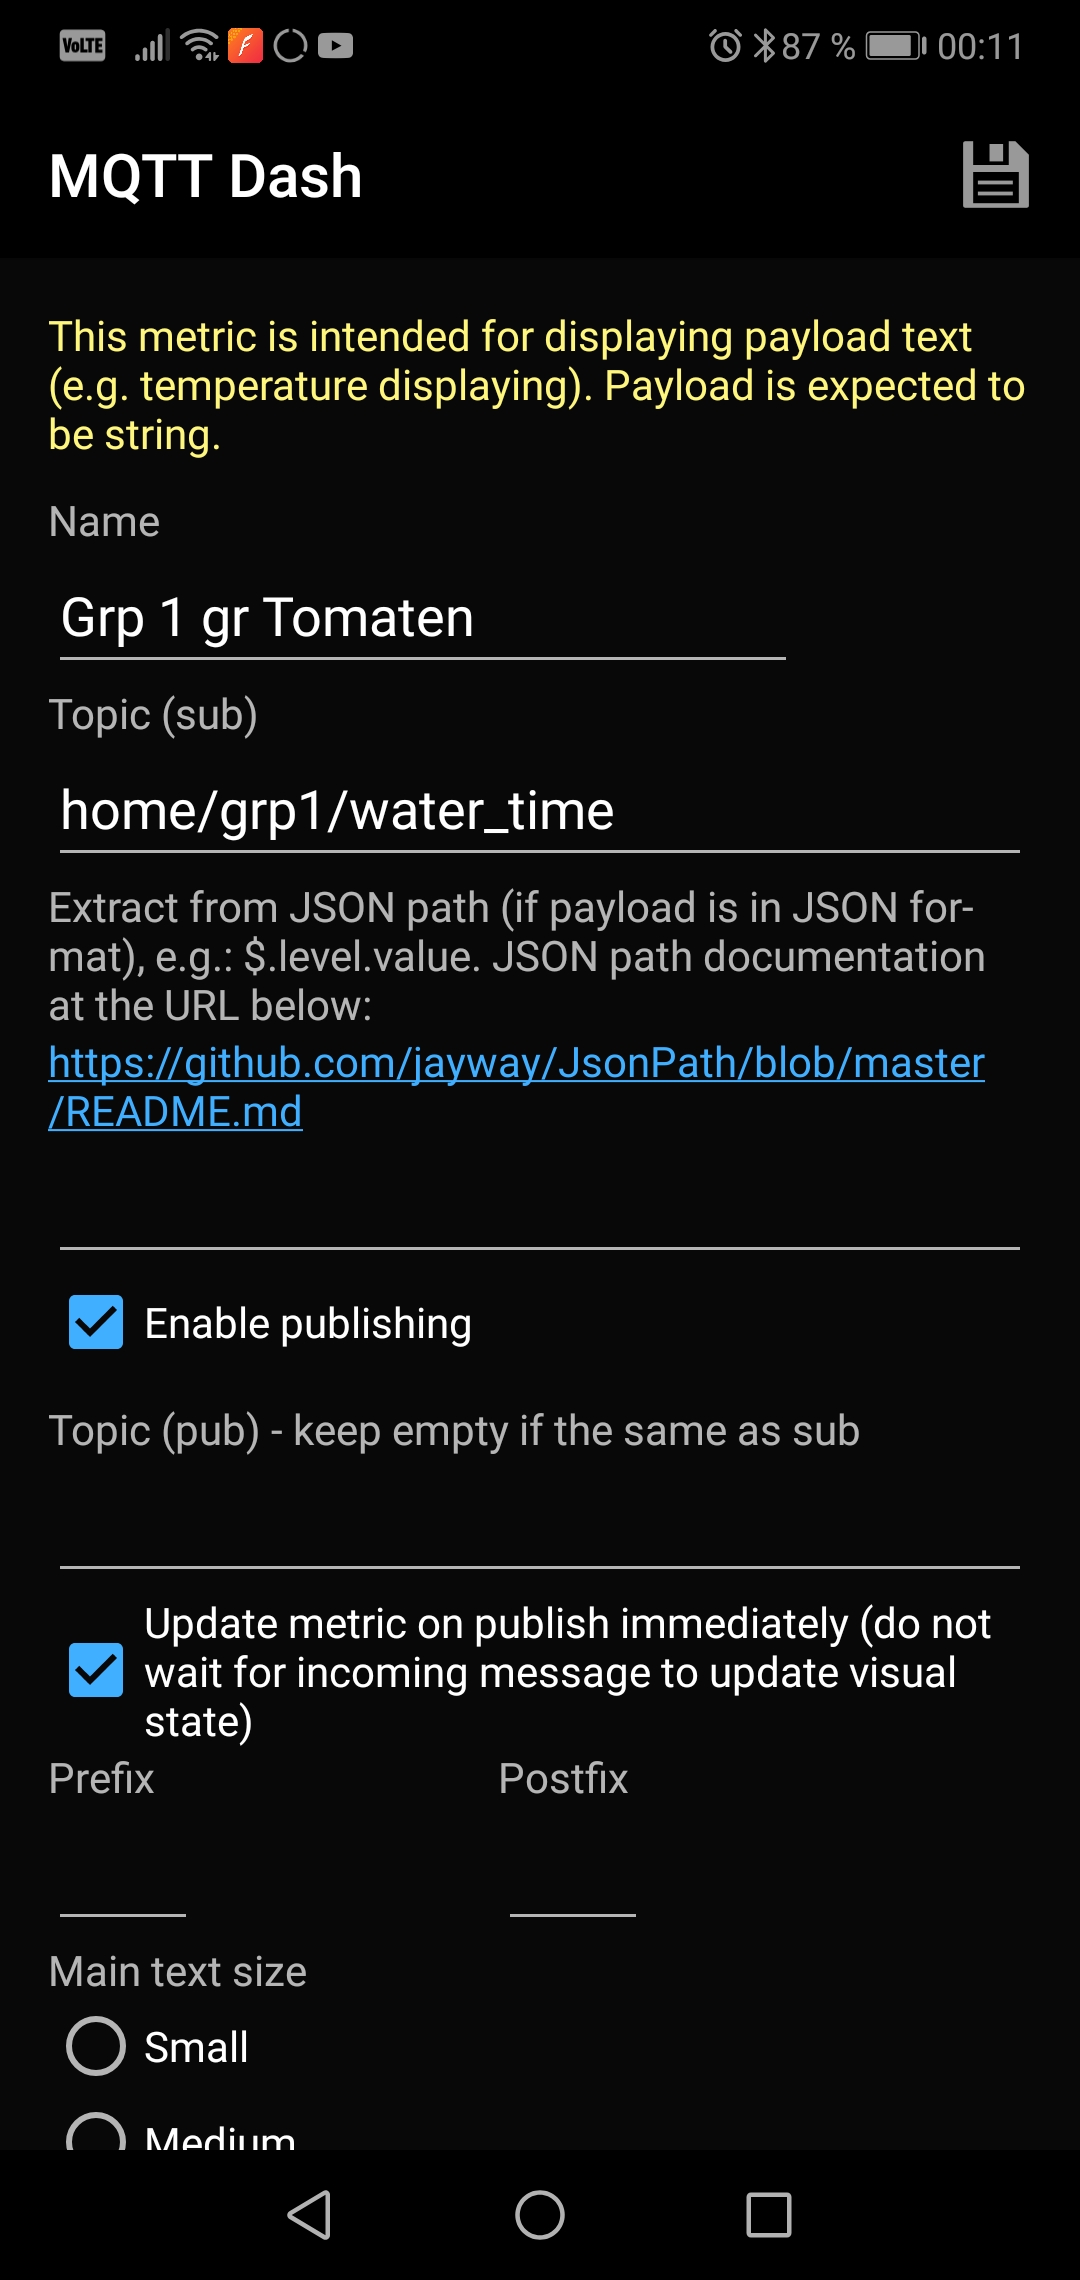 VoLTE 87 % 00:11
MQTT Dash
This metric is intended for displaying payload text
(e.g. temperature displaying). Payload is expected to
be string.
Name
Grp 1 gr Tomaten
Topic (sub)
home/grp1/water_time
Extract from JSON path (if payload is in JSON for-
mat), e.g.: $.level.value. JSON path documentation
at the URL below:
https://github.com/jayway/JsonPath/blob/master
/README.md
Enable publishing
Topic (pub) - keep empty if the same as sub
Update metric on publish immediately (do not
wait for incoming message to update visual
state)
Prefix Postfix
Main text size
Small
Medium